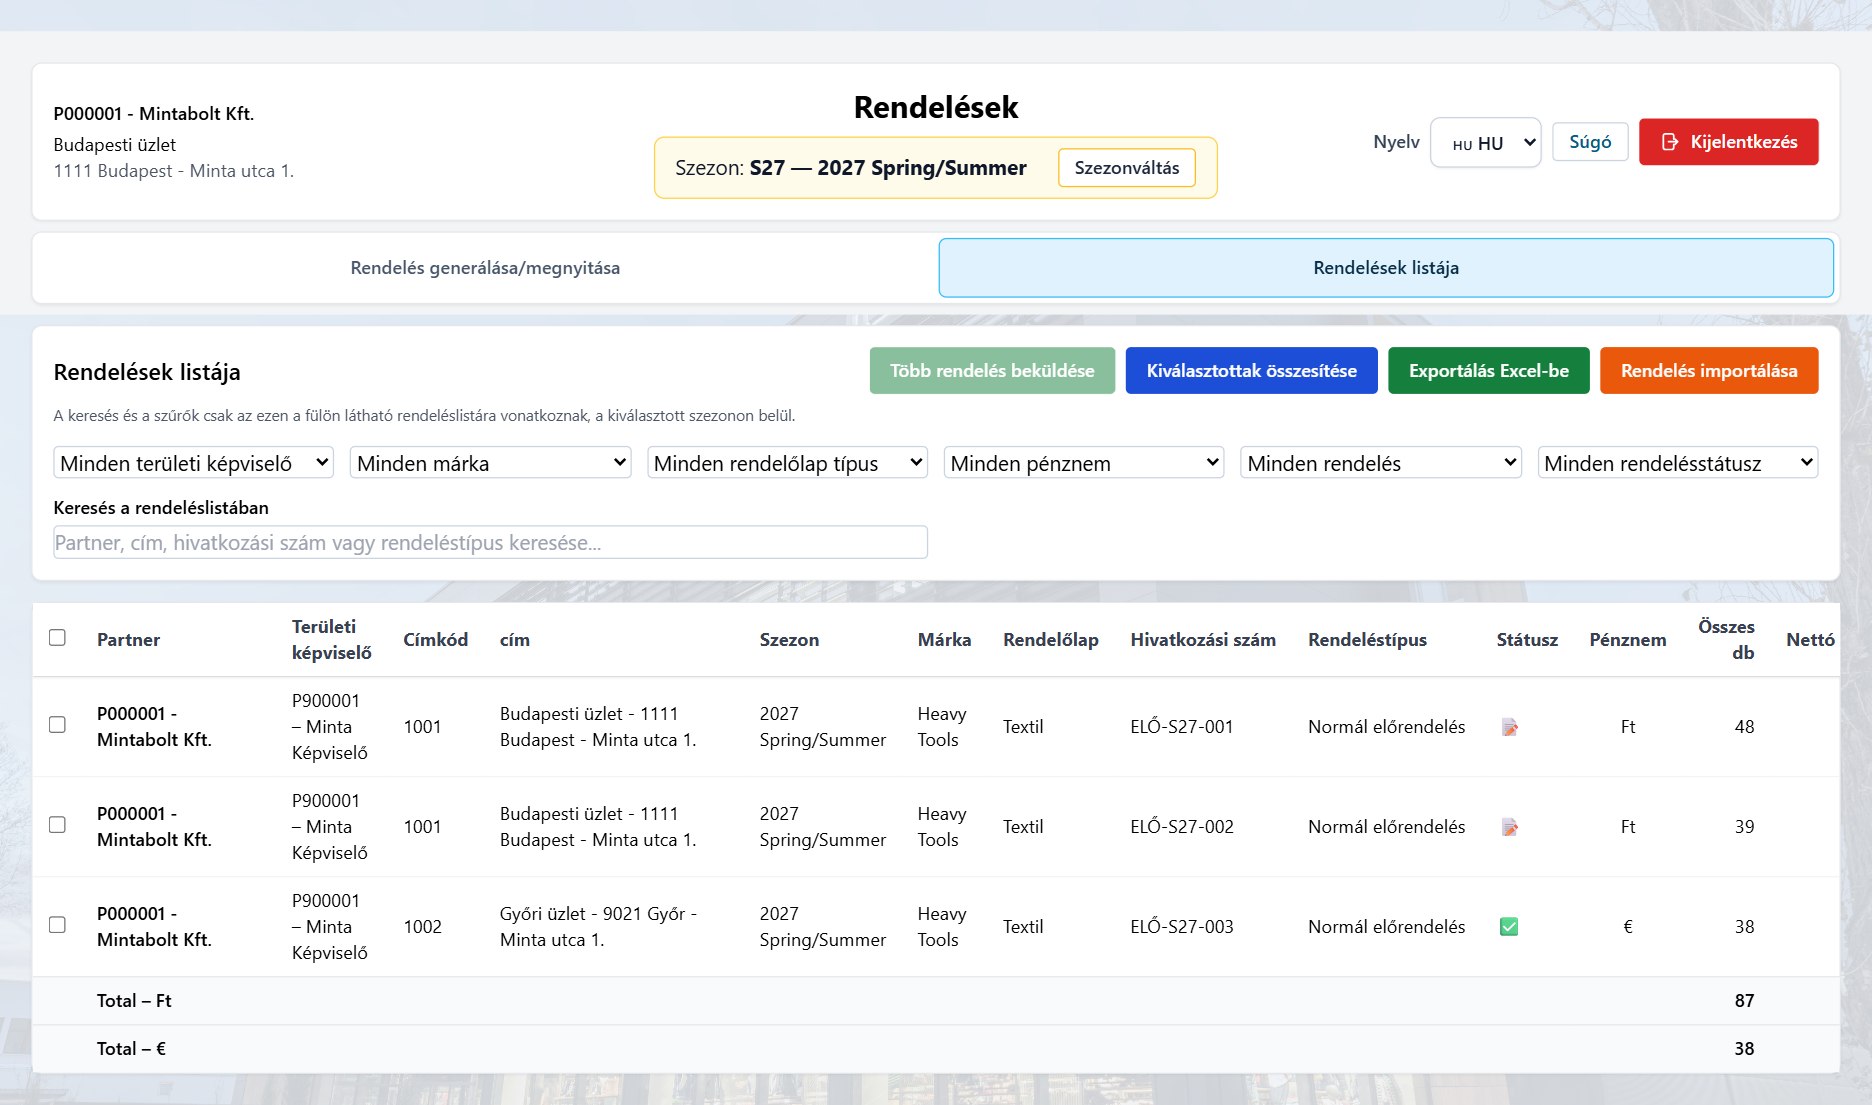 P000001 - Mintabolt Kft.
Budapesti üzlet
1111 Budapest - Minta utca 1.
Rendelések
Szezon: S27 — 2027 Spring/Summer
Szezonváltás
Nyelv
HU HU
Súgó
Kijelentkezés
Rendelés generálása/megnyitása
Rendelések listája
Rendelések listája
Több rendelés beküldése
Kiválasztottak összesítése
Exportálás Excel-be
Rendelés importálása
A keresés és a szűrők csak az ezen a fülön látható rendeléslistára vonatkoznak, a kiválasztott szezonon belül.
Minden területi képviselő
Minden márka
Minden rendelőlap típus
Minden pénznem
Minden rendelés
Minden rendelésstátusz
Keresés a rendeléslistában
Partner, cím, hivatkozási szám vagy rendeléstípus keresése...
Partner
Területi
képviselő
Címkód
cím
Szezon
Márka
Rendelőlap
Hivatkozási szám
Rendeléstípus
Státusz
Pénznem
Összes
db
Nettó
P000001 -
Mintabolt Kft.
P900001
– Minta
Képviselő
1001
Budapesti üzlet - 1111
Budapest - Minta utca 1.
2027
Spring/Summer
Heavy
Tools
Textil
ELŐ-S27-001
Normál előrendelés
Ft
48
P000001 -
Mintabolt Kft.
P900001
– Minta
Képviselő
1001
Budapesti üzlet - 1111
Budapest - Minta utca 1.
2027
Spring/Summer
Heavy
Tools
Textil
ELŐ-S27-002
Normál előrendelés
Ft
39
P000001 -
Mintabolt Kft.
P900001
– Minta
Képviselő
1002
Győri üzlet - 9021 Győr -
Minta utca 1.
2027
Spring/Summer
Heavy
Tools
Textil
ELŐ-S27-003
Normál előrendelés
€
38
Total – Ft
87
Total – €
38